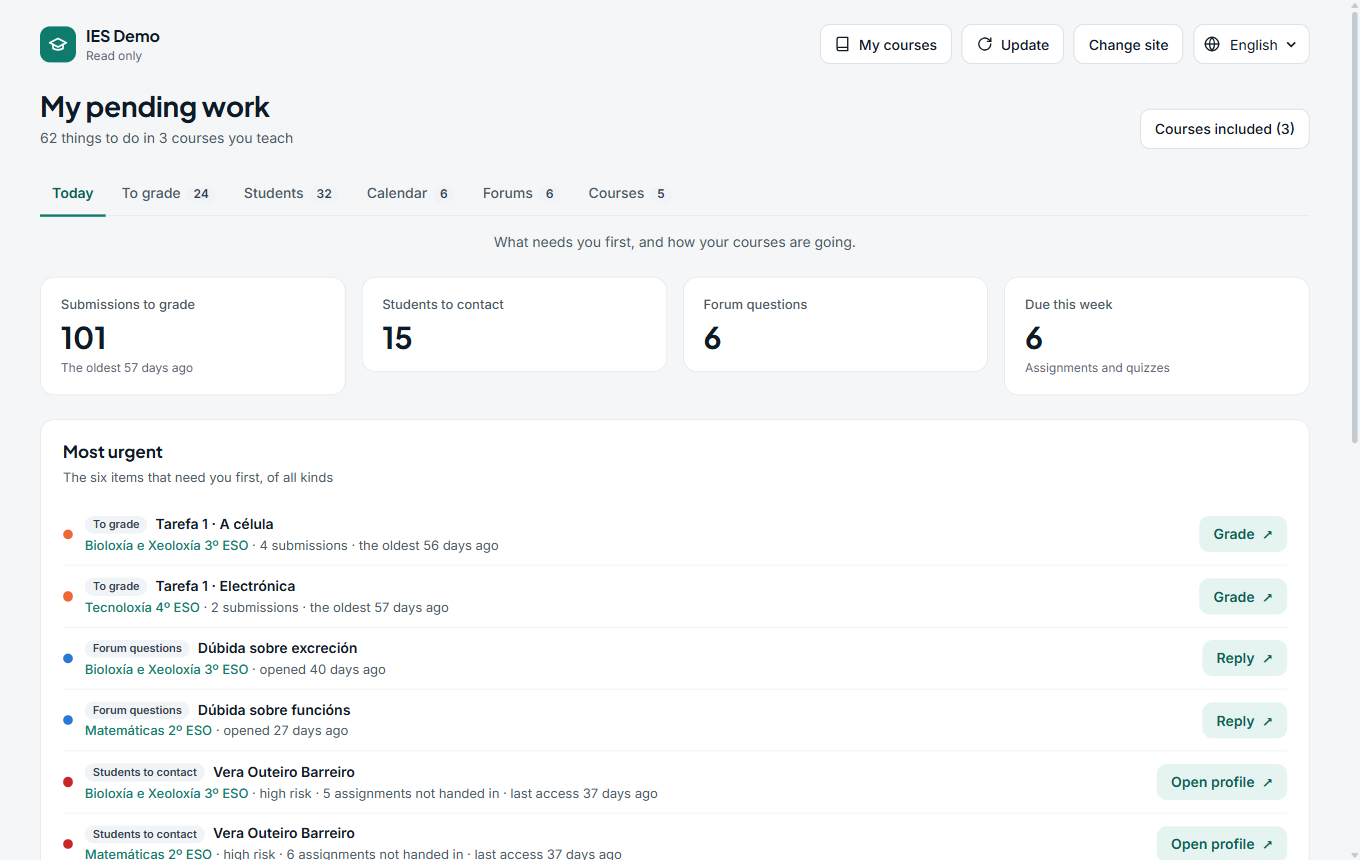 IES Demo
Read only
My courses
Update
Change site
English
My pending work
62 things to do in 3 courses you teach
Courses included (3)
Today
To grade 24
Students 32
Calendar 6
Forums 6
Courses 5
What needs you first, and how your courses are going.
Submissions to grade
101
The oldest 57 days ago
Students to contact
15
Forum questions
6
Due this week
6
Assignments and quizzes
Most urgent
The six items that need you first, of all kinds
To grade Tarefa 1 · A célula
Bioloxía e Xeoloxía 3º ESO · 4 submissions · the oldest 56 days ago
Grade ↗
To grade Tarefa 1 · Electrónica
Tecnoloxía 4º ESO · 2 submissions · the oldest 57 days ago
Grade ↗
Forum questions Dúbida sobre excreción
Bioloxía e Xeoloxía 3º ESO · opened 40 days ago
Reply ↗
Forum questions Dúbida sobre funcións
Matemáticas 2º ESO · opened 27 days ago
Reply ↗
Students to contact Vera Outeiro Barreiro
Bioloxía e Xeoloxía 3º ESO · high risk · 5 assignments not handed in · last access 37 days ago
Open profile ↗
Students to contact Vera Outeiro Barreiro
Matemáticas 2º ESO · high risk · 6 assignments not handed in · last access 37 days ago
Open profile ↗